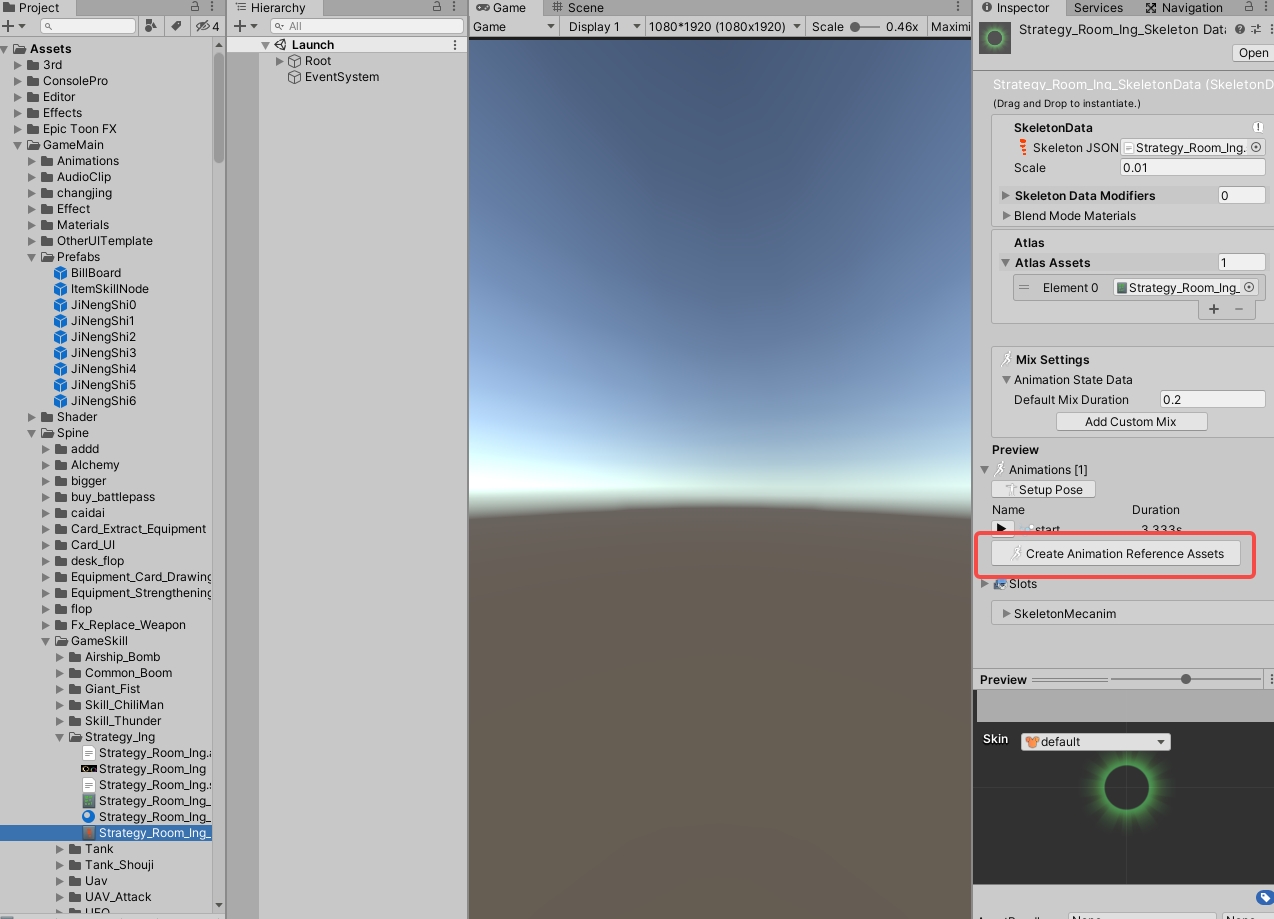 Project
4
Assets
3rd
ConsolePro
Editor
Effects
Epic Toon FX
GameMain
Animations
AudioClip
changjing
Effect
Materials
OtherUITemplate
Prefabs
BillBoard
ItemSkillNode
JiNengShi0
JiNengShi1
JiNengShi2
JiNengShi3
JiNengShi4
JiNengShi5
JiNengShi6
Shader
Spine
addd
Alchemy
bigger
buy_battlepass
caidai
Card_Extract_Equipment
Card_UI
desk_flop
Equipment_Card_Drawing
Equipment_Strengthening
flop
Fx_Replace_Weapon
GameSkill
Airship_Bomb
Common_Boom
Giant_Fist
Skill_ChiliMan
Skill_Thunder
Strategy_Ing
Strategy_Room_Ing.a
Strategy_Room_Ing
Strategy_Room_Ing.s
Strategy_Room_Ing_
Strategy_Room_Ing_
Strategy_Room_Ing_
Tank
Tank_Shouji
Uav
UAV_Attack
UFO
Hierarchy
All
Launch
Root
EventSystem
Game
Scene
Game
Display 1
1080*1920 (1080x1920)
Scale
0.46x
Maximi
Inspector
Services
Navigation
Strategy_Room_Ing_Skeleton Data
Open
Strategy_Room_Ing_SkeletonData (SkeletonD
(Drag and Drop to instantiate.)
SkeletonData
Skeleton JSON
Strategy_Room_Ing.
Scale
0.01
Skeleton Data Modifiers
0
Blend Mode Materials
Atlas
Atlas Assets
1
Element 0
Strategy_Room_Ing_
Mix Settings
Animation State Data
Default Mix Duration
0.2
Add Custom Mix
Preview
Animations [1]
Setup Pose
Name
Duration
start
3.333s
Create Animation Reference Assets
Slots
SkeletonMecanim
Preview
Skin
default
None
None